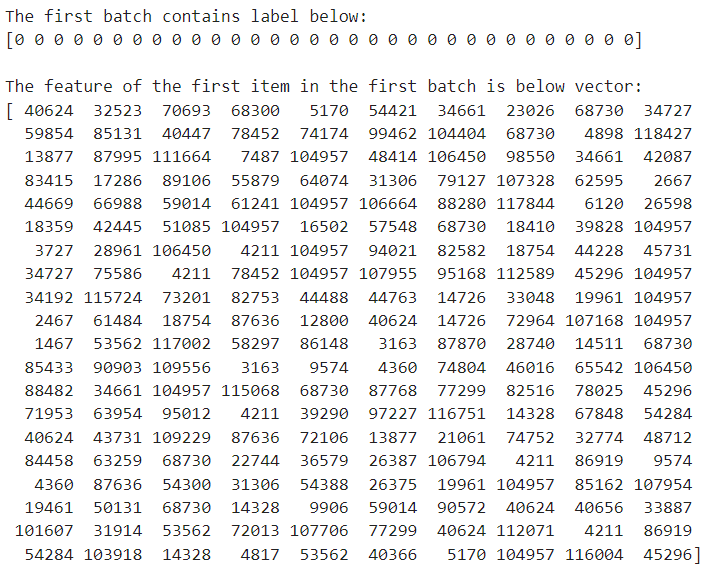 The first batch contains label below:
[0 0 0 0 0 0 0 0 0 0 0 0 0 0 0 0 0 0 0 0 0 0 0 0 0 0 0 0 0 0 0 0]
The feature of the first item in the first batch is below vector:
[ 40624 32523 70693 68300 5170 54421 34661 23026 68730 34727
59854 85131 40447 78452 74174 99462 104404 68730 4898 118427
13877 87995 111664 7487 104957 48414 106450 98550 34661 42087
83415 17286 89106 55879 64074 31306 79127 107328 62595 2667
44669 66988 59014 61241 104957 106664 88280 117844 6120 26598
18359 42445 51085 104957 16502 57548 68730 18410 39828 104957
3727 28961 106450 4211 104957 94021 82582 18754 44228 45731
34727 75586 4211 78452 104957 107955 95168 112589 45296 104957
34192 115724 73201 82753 44488 44763 14726 33048 19961 104957
2467 61484 18754 87636 12800 40624 14726 72964 107168 104957
1467 53562 117002 58297 86148 3163 87870 28740 14511 68730
85433 90903 109556 3163 9574 4360 74804 46016 65542 106450
88482 34661 104957 115068 68730 87768 77299 82516 78025 45296
71953 63954 95012 4211 39290 97227 116751 14328 67848 54284
40624 43731 109229 87636 72106 13877 21061 74752 32774 48712
84458 63259 68730 22744 36579 26387 106794 4211 86919 9574
4360 87636 54300 31306 54388 26375 19961 104957 85162 107954
19461 50131 68730 14328 9906 59014 90572 40624 40656 33887
101607 31914 53562 72013 107706 77299 40624 112071 4211 86919
54284 103918 14328 4817 53562 40366 5170 104957 116004 45296]